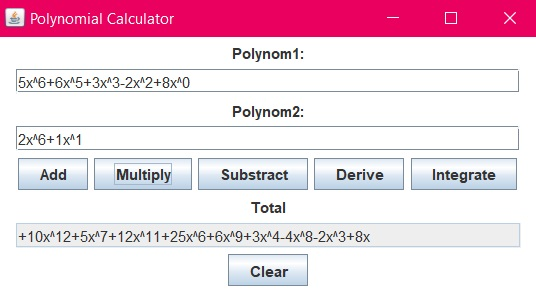 Polynomial Calculator
Polynom1:
5x^6+6x^5+3x^3-2x^2+8x^0
Polynom2:
2x^6+1x^1
Add Multiply Substract Derive Integrate
Total
+10x^12+5x^7+12x^11+25x^6+6x^9+3x^4-4x^8-2x^3+8x
Clear